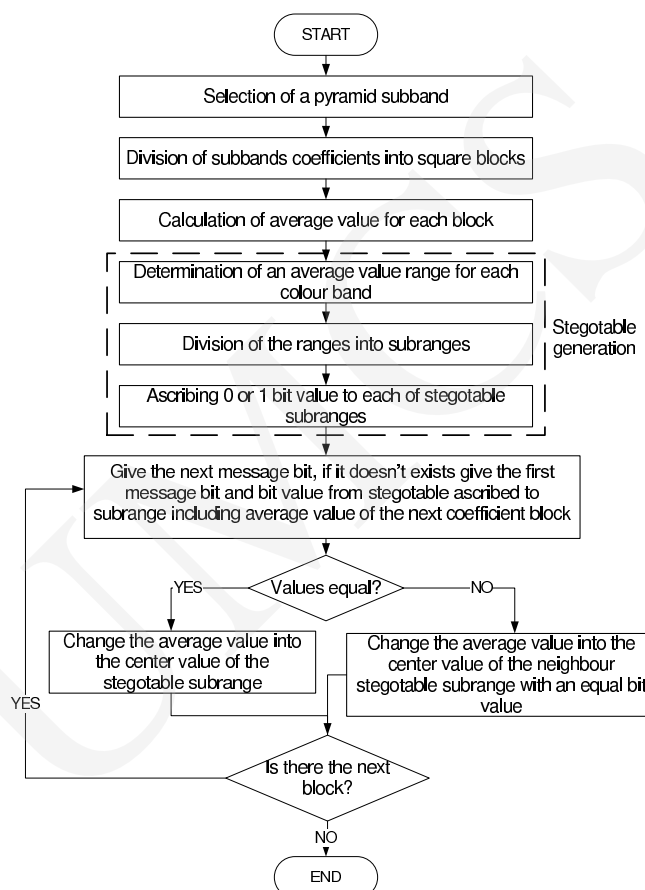 START
Selection of a pyramid subband
Division of subbands coefficients into square blocks
Calculation of average value for each block
Determination of an average value range for each
colour band
Division of the ranges into subranges
Ascribing 0 or 1 bit value to each of stegotable
subranges
Stegotable
generation
Give the next message bit, if it doesn't exists give the first
message bit and bit value from stegotable ascribed to
subrange including average value of the next coefficient block
Values equal?
YES
NO
Change the average value into
the center value of the
stegotable subrange
Change the average value into the
center value of the neighbour
stegotable subrange with an equal bit
value
YES
Is there the next
block?
NO
END
UMCS